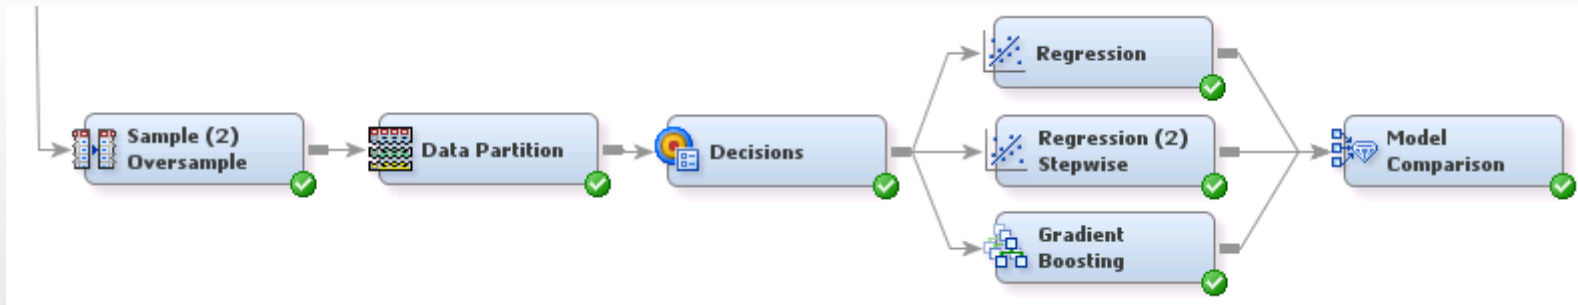 Sample (2)
Oversample
Data Partition
Decisions
Regression
Regression (2)
Stepwise
Gradient
Boosting
Model
Comparison